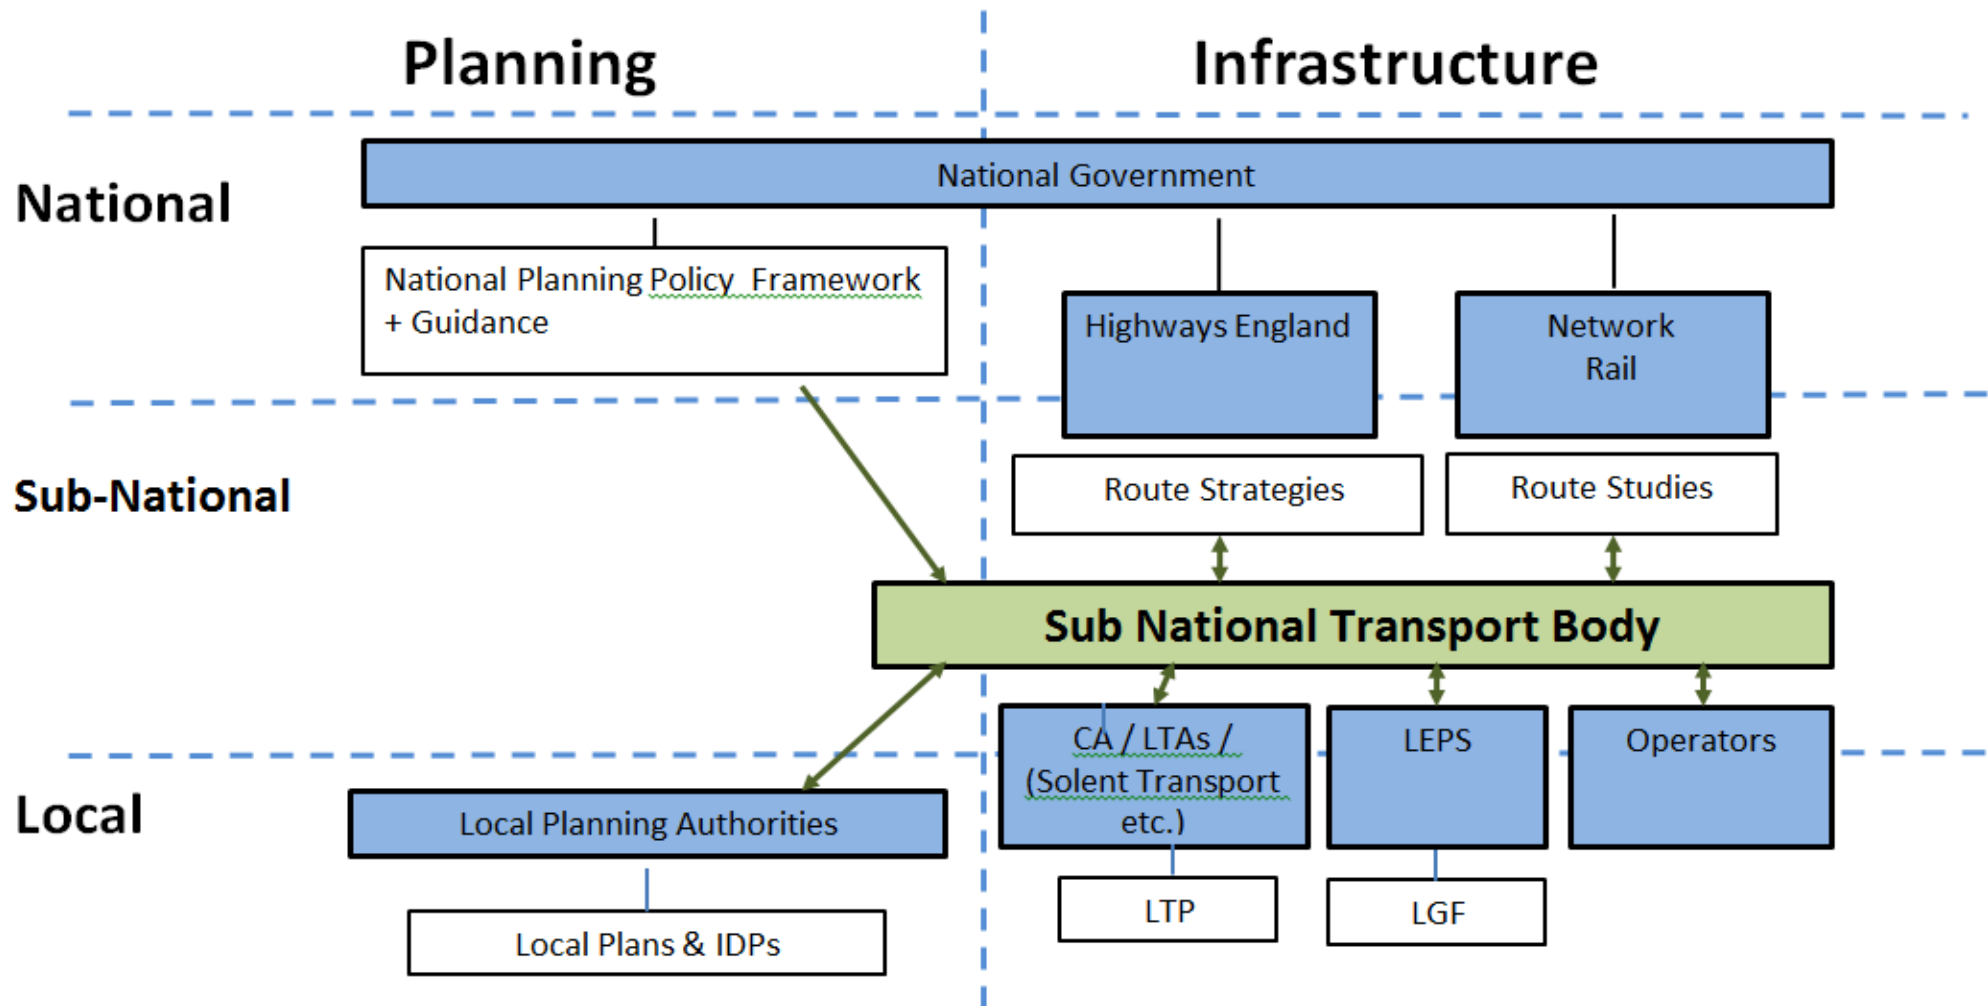 Planning
Infrastructure
National
National Government
National Planning Policy  Framework
+ Guidance
Highways England
Network
Rail
Sub-National
Route Strategies
Route Studies
Sub National Transport Body
CA / LTAs /
(Solent Transport
etc.)
LEPS
Operators
Local
Local Planning Authorities
LTP
LGF
Local Plans & IDPs